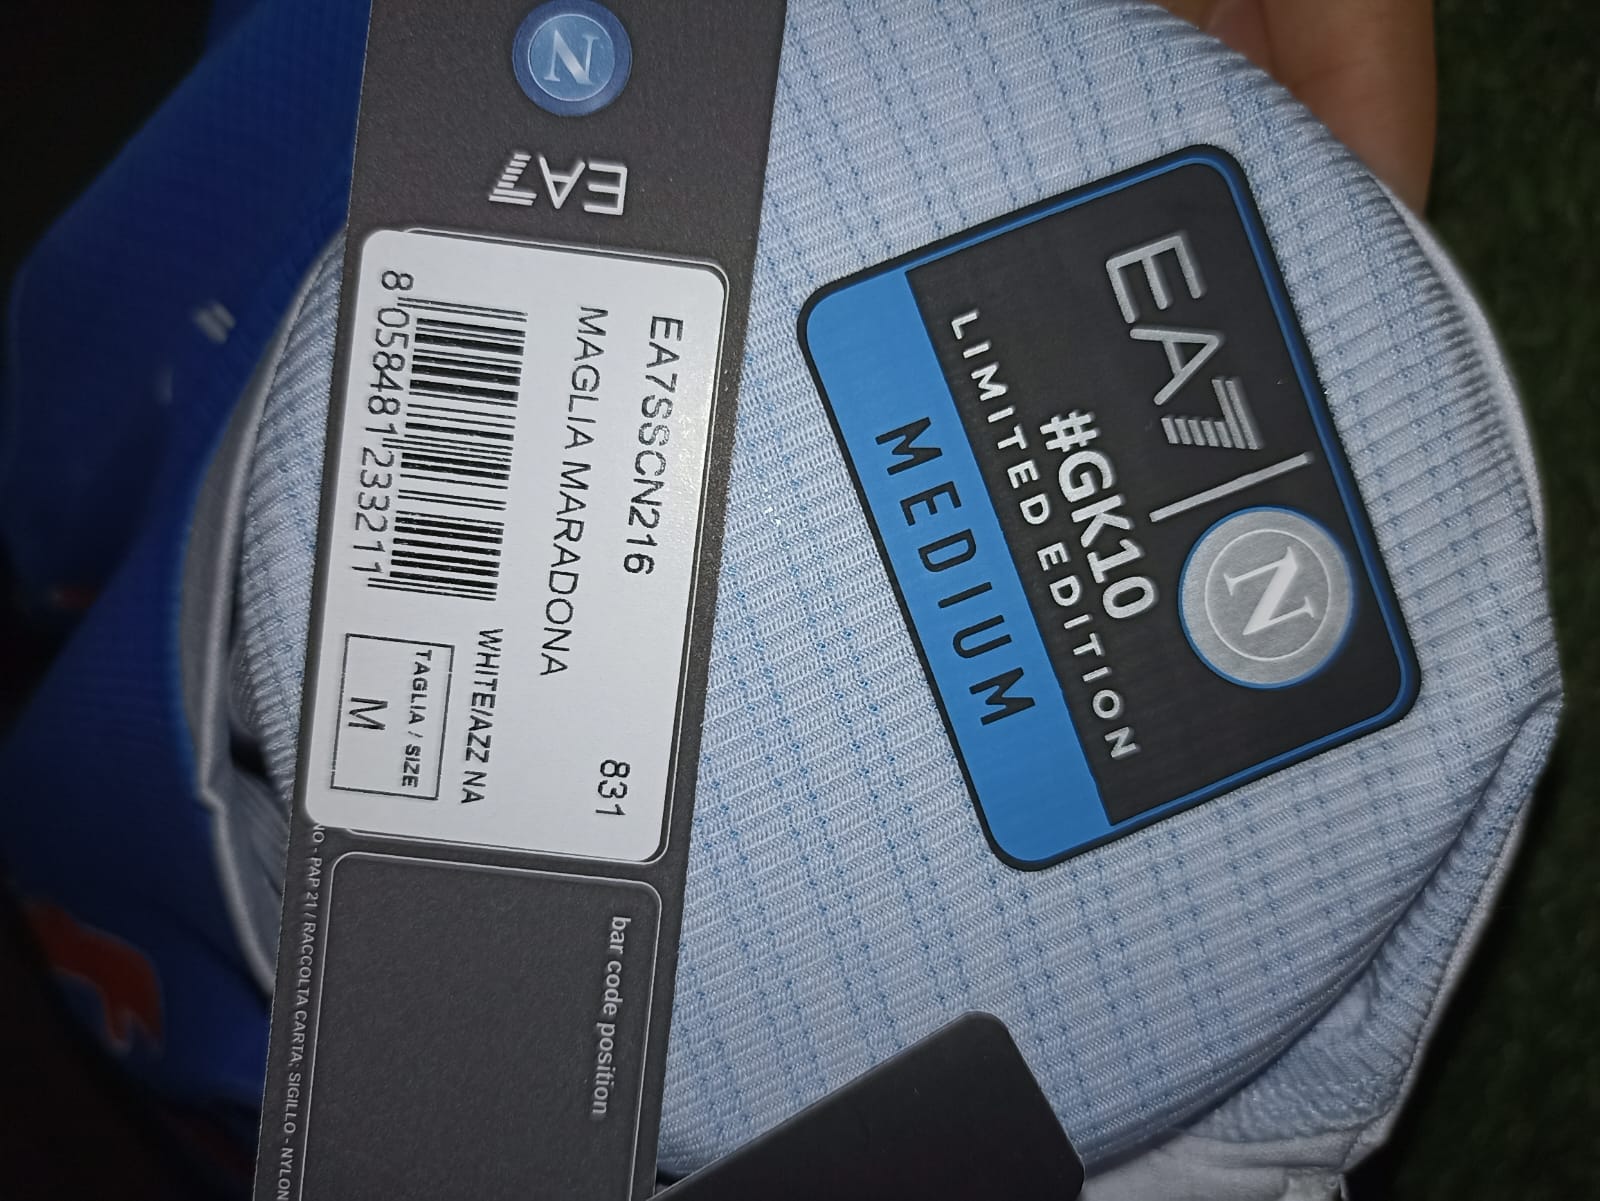 N
EA7
EA7SSCN216 831
MAGLIA MARADONA
WHITE/AZZ NA
TAGLIA / SIZE
M
8 058481 233211
bar code position
NO - PAP 21 / RACCOLTA CARTA; SIGILLO - NYLON
EA7 | N
#GK10
LIMITED EDITION
MEDIUM